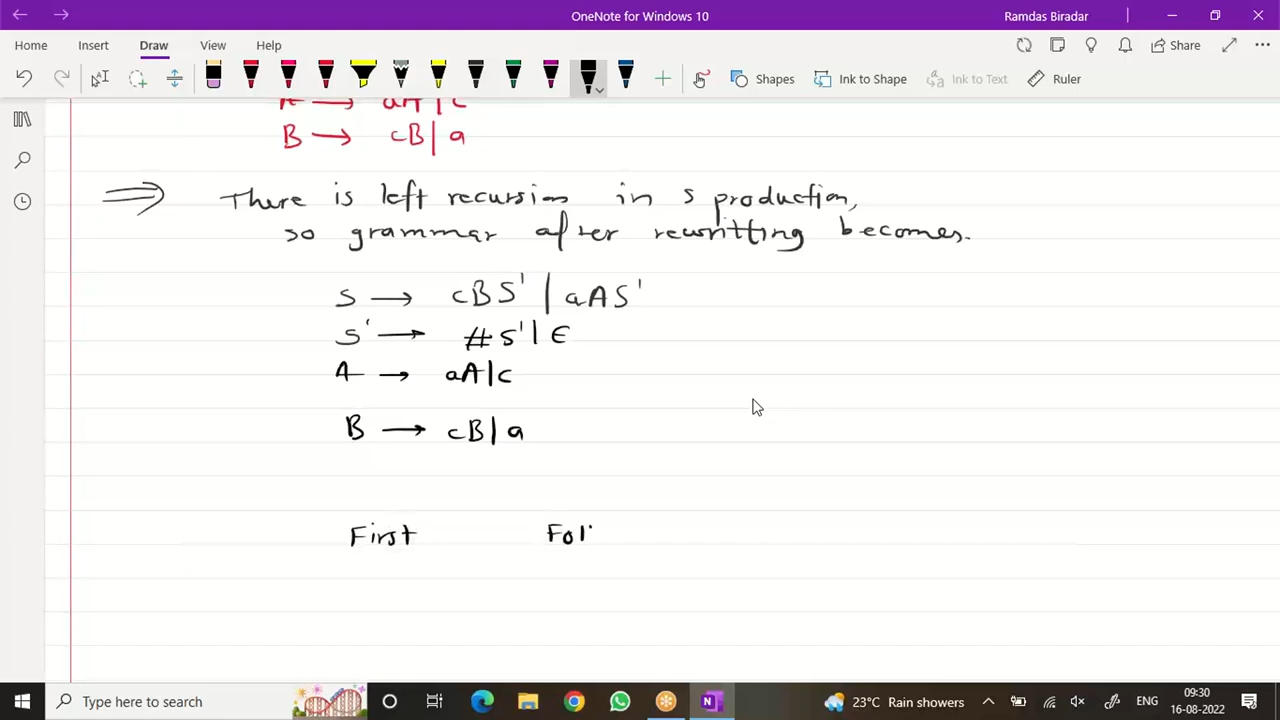 OneNote for Windows 10
Ramdas Biradar
Home Insert Draw View Help
Share
Shapes Ink to Shape Ink to Text Ruler
A → aA | c
B → cB | a
⇒ There is left recursion in s production,
so grammar after rewritting becomes.
S → cBS' | aAS'
S' → #S' | ε
A → aA|c
B → cB| a
First Fol
Type here to search
23°C Rain showers
ENG
09:30
16-08-2022